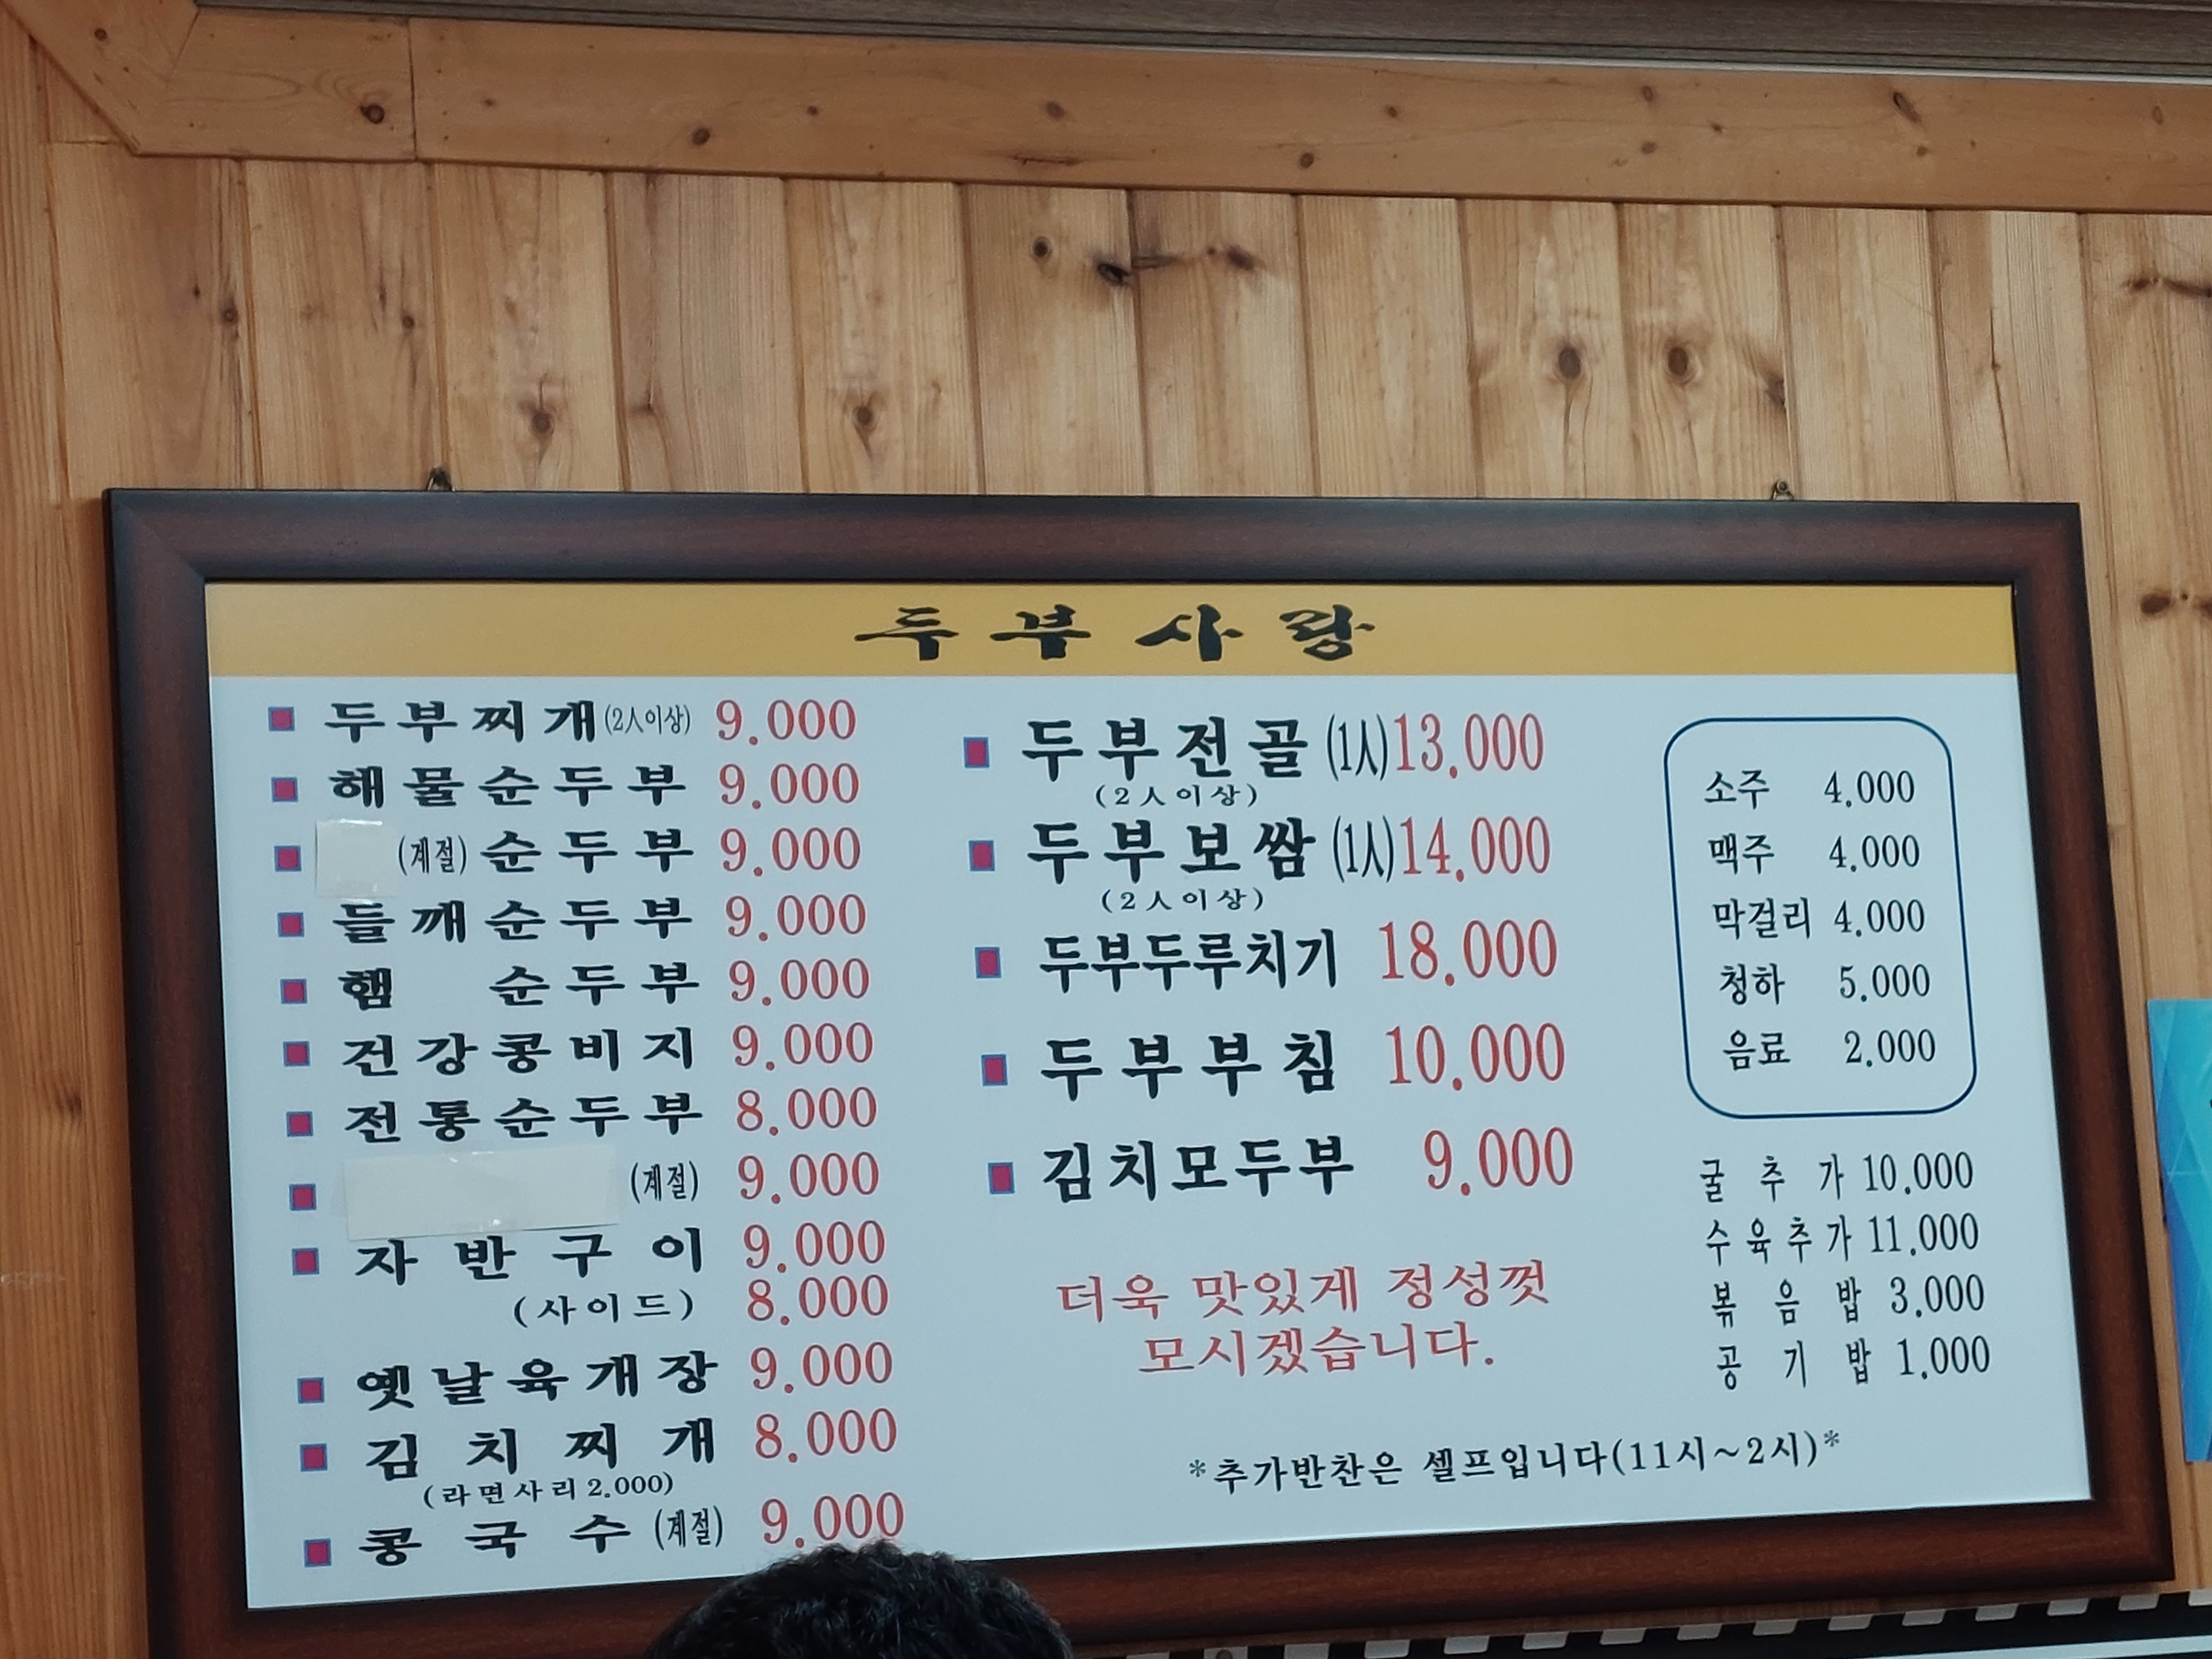 두부사랑
두부찌개(2人이상) 9.000
해물순두부 9.000
(계절)순두부 9.000
들깨순두부 9.000
햄 순두부 9.000
건강콩비지 9.000
전통순두부 8.000
(계절) 9.000
자반구이 9.000
(사이드) 8.000
옛날육개장 9.000
김치찌개 8.000
(라면사리 2.000)
콩국수 (계절) 9.000
두부전골 (1人)13.000
(2人이상)
두부보쌈 (1人)14.000
(2人이상)
두부두루치기 18.000
두부부침 10.000
김치모두부 9.000
더욱 맛있게 정성껏
모시겠습니다.
소주 4.000
맥주 4.000
막걸리 4.000
청하 5.000
음료 2.000
굴추가 10.000
수육추가 11.000
볶음밥 3.000
공기밥 1.000
*추가반찬은 셀프입니다(11시~2시)*